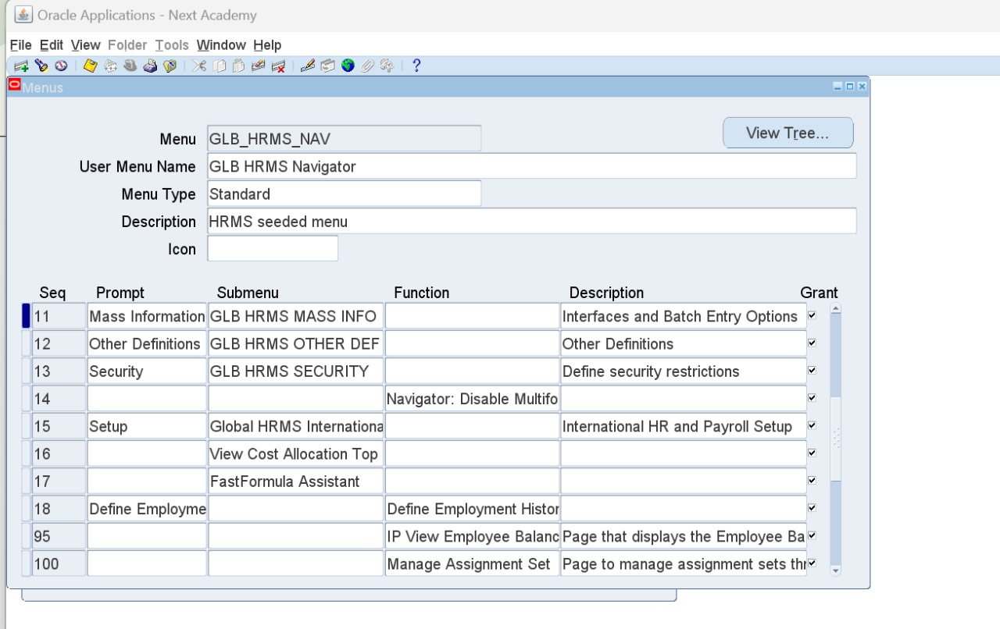 Oracle Applications - Next Academy
File Edit View Folder Tools Window Help
Menus
View Tree...
Menu GLB_HRMS_NAV
User Menu Name GLB HRMS Navigator
Menu Type Standard
Description HRMS seeded menu
Icon
Seq Prompt Submenu Function Description Grant
11 Mass Information GLB HRMS MASS INFO Interfaces and Batch Entry Options
12 Other Definitions GLB HRMS OTHER DEF Other Definitions
13 Security GLB HRMS SECURITY Define security restrictions
14 Navigator: Disable Multifo
15 Setup Global HRMS Internationa International HR and Payroll Setup
16 View Cost Allocation Top
17 FastFormula Assistant
18 Define Employme Define Employment Histor
95 IP View Employee Balanc Page that displays the Employee Ba
100 Manage Assignment Set Page to manage assignment sets thr